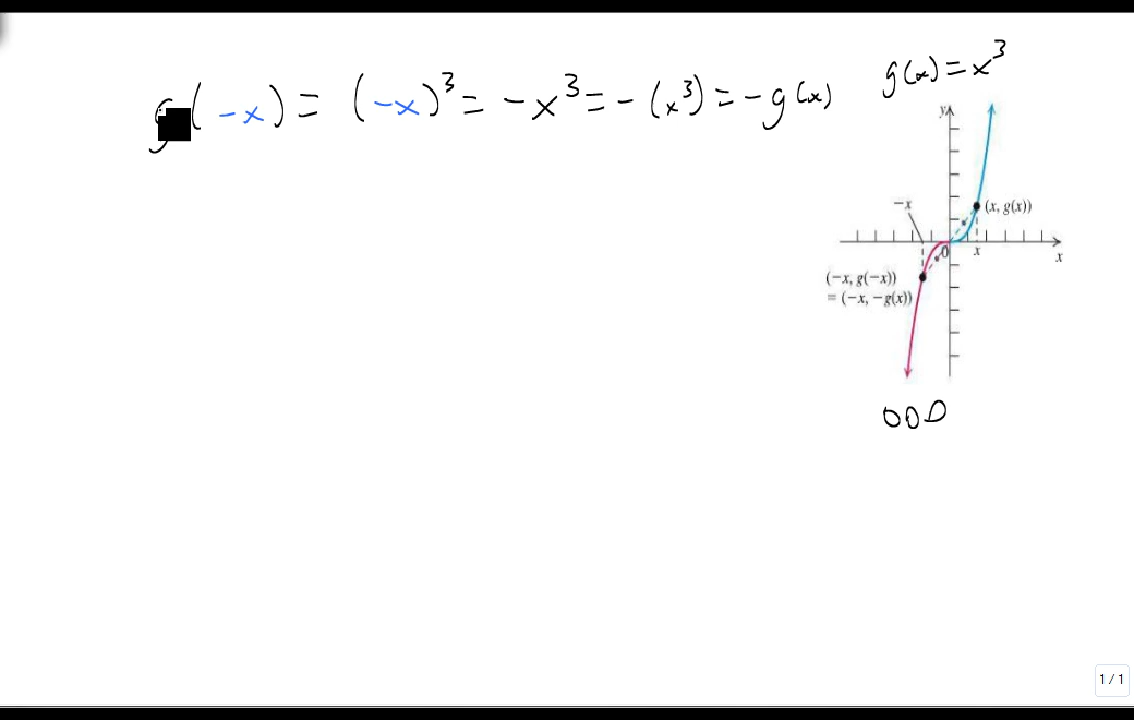 g(-x) = (-x)³ = -x³ = -(x³) = -g(x)
g(x) = x³
y
-x
(x, g(x))
0
x
x
(-x, g(-x))
= (-x, -g(x))
ODD
1 / 1